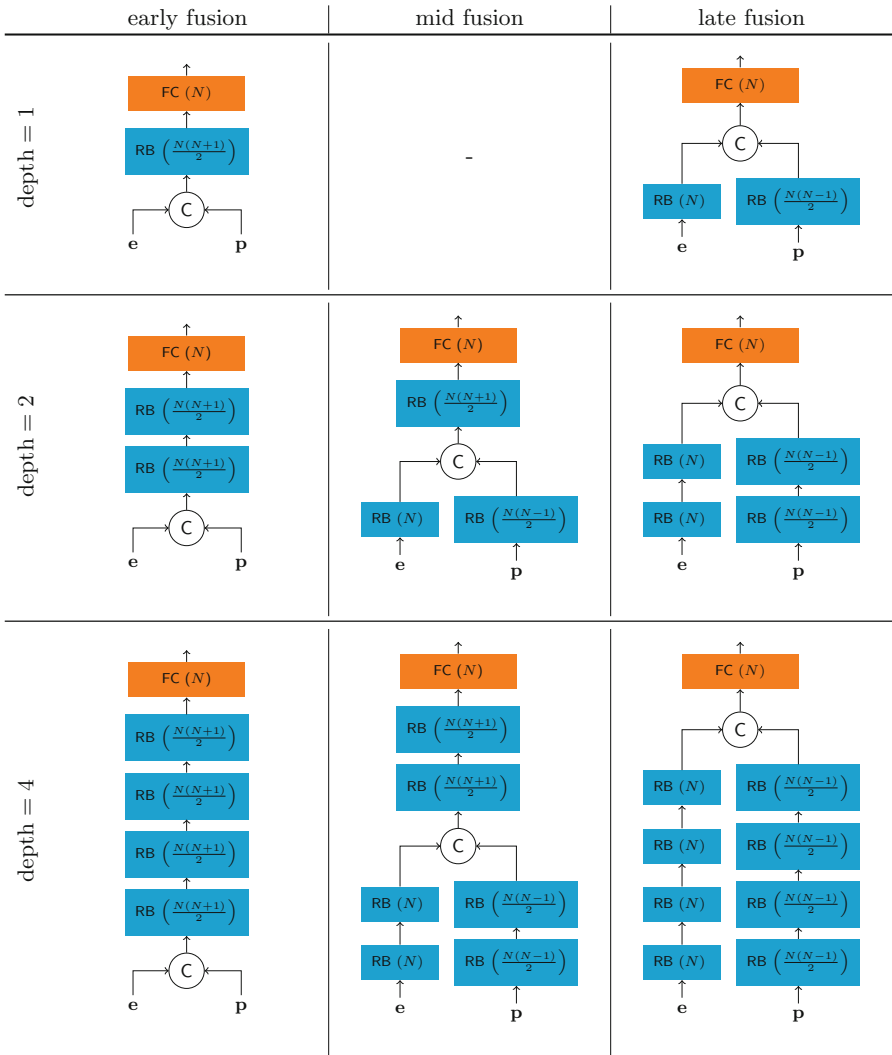 early fusion
mid fusion
late fusion
depth = 1
FC (N)
RB (N(N+1)/2)
C
e p
-
FC (N)
C
RB (N) RB (N(N−1)/2)
e p
depth = 2
FC (N)
RB (N(N+1)/2)
RB (N(N+1)/2)
C
e p
FC (N)
RB (N(N+1)/2)
C
RB (N) RB (N(N−1)/2)
e p
FC (N)
C
RB (N) RB (N(N−1)/2)
RB (N) RB (N(N−1)/2)
e p
depth = 4
FC (N)
RB (N(N+1)/2)
RB (N(N+1)/2)
RB (N(N+1)/2)
RB (N(N+1)/2)
C
e p
FC (N)
RB (N(N+1)/2)
RB (N(N+1)/2)
C
RB (N) RB (N(N−1)/2)
RB (N) RB (N(N−1)/2)
e p
FC (N)
C
RB (N) RB (N(N−1)/2)
RB (N) RB (N(N−1)/2)
RB (N) RB (N(N−1)/2)
RB (N) RB (N(N−1)/2)
e p